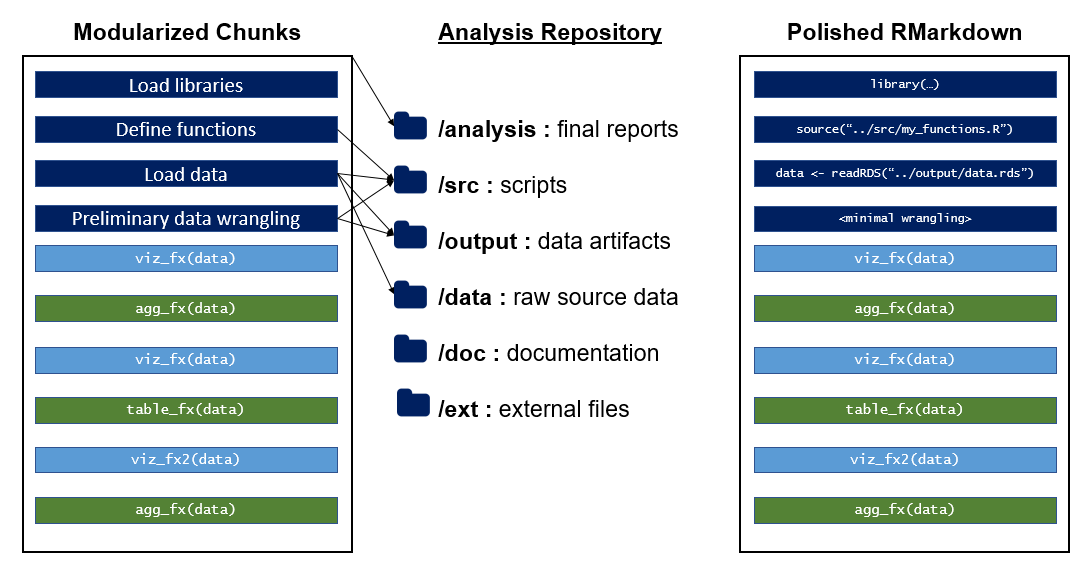 Modularized Chunks
Load libraries
Define functions
Load data
Preliminary data wrangling
viz_fx(data)
agg_fx(data)
viz_fx(data)
table_fx(data)
viz_fx2(data)
agg_fx(data)
Analysis Repository
/analysis : final reports
/src : scripts
/output : data artifacts
/data : raw source data
/doc : documentation
/ext : external files
Polished RMarkdown
library(…)
source(“../src/my_functions.R”)
data <- readRDS(“../output/data.rds”)
<minimal wrangling>
viz_fx(data)
agg_fx(data)
viz_fx(data)
table_fx(data)
viz_fx2(data)
agg_fx(data)